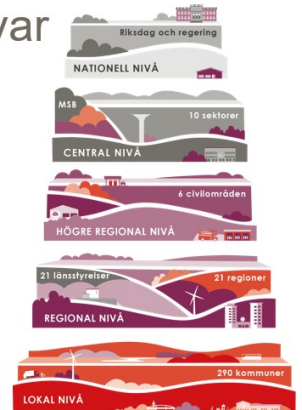 var
Riksdag och regering
NATIONELL NIVÅ
MSB
10 sektorer
CENTRAL NIVÅ
6 civilområden
HÖGRE REGIONAL NIVÅ
21 länsstyrelser
21 regioner
REGIONAL NIVÅ
290 kommuner
LOKAL NIVÅ